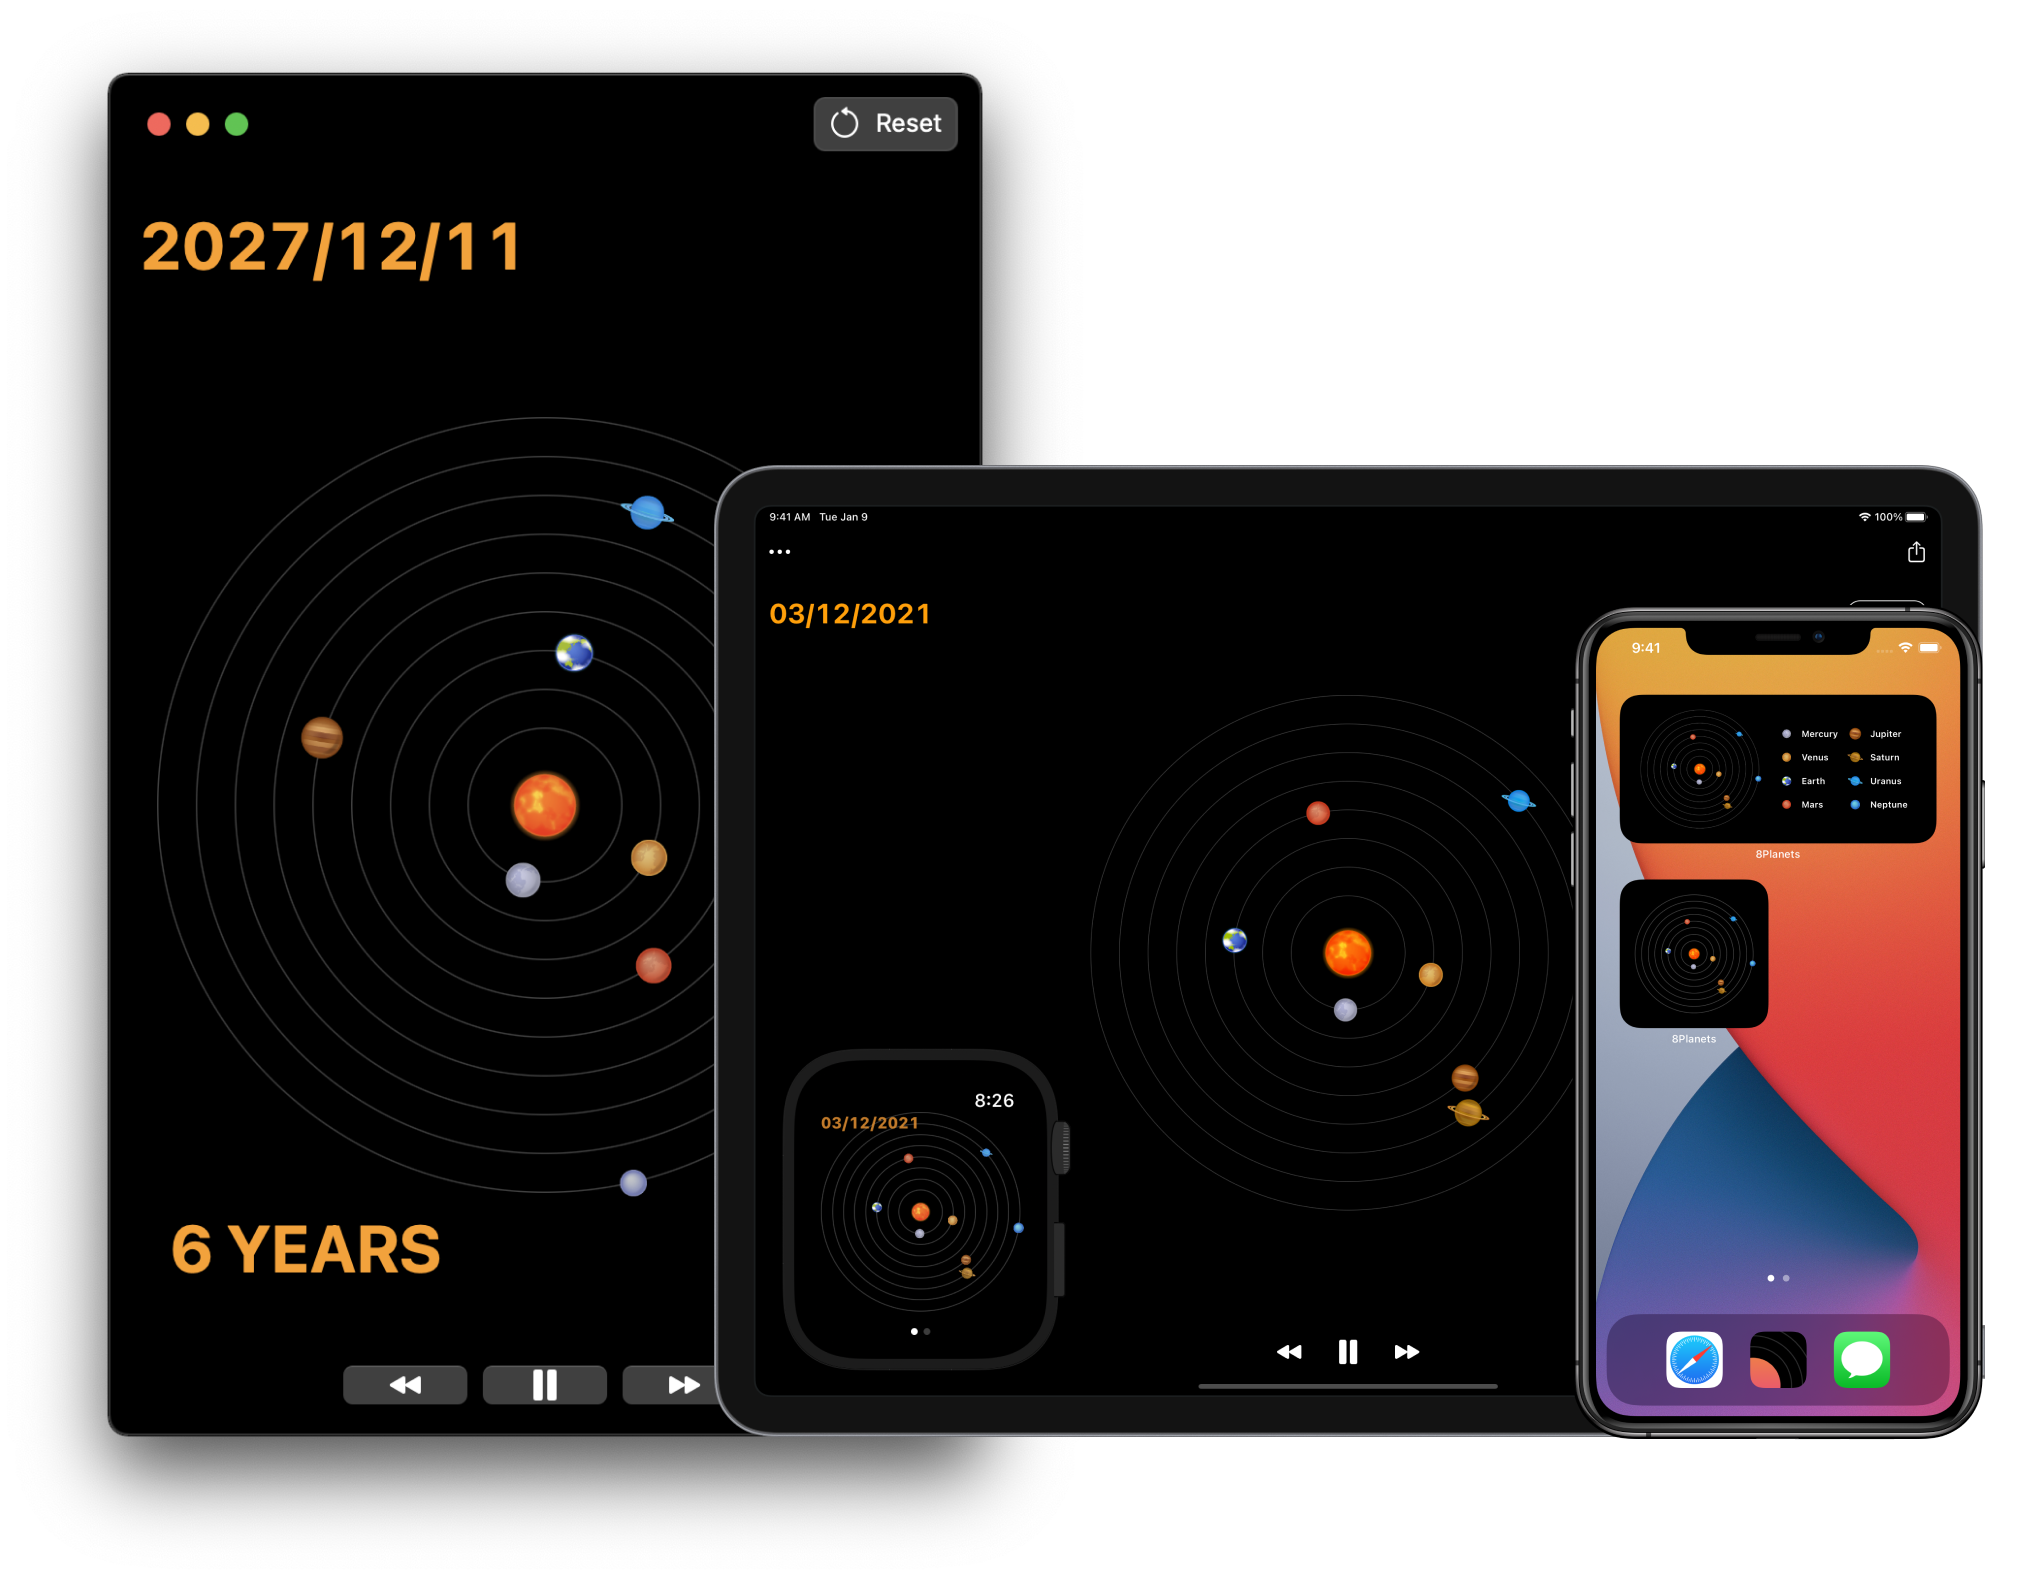 Reset
2027/12/11
6 YEARS
9:41 AM Tue Jan 9
100%
03/12/2021
8:26
03/12/2021
9:41
Mercury Jupiter
Venus Saturn
Earth Uranus
Mars Neptune
8Planets
8Planets